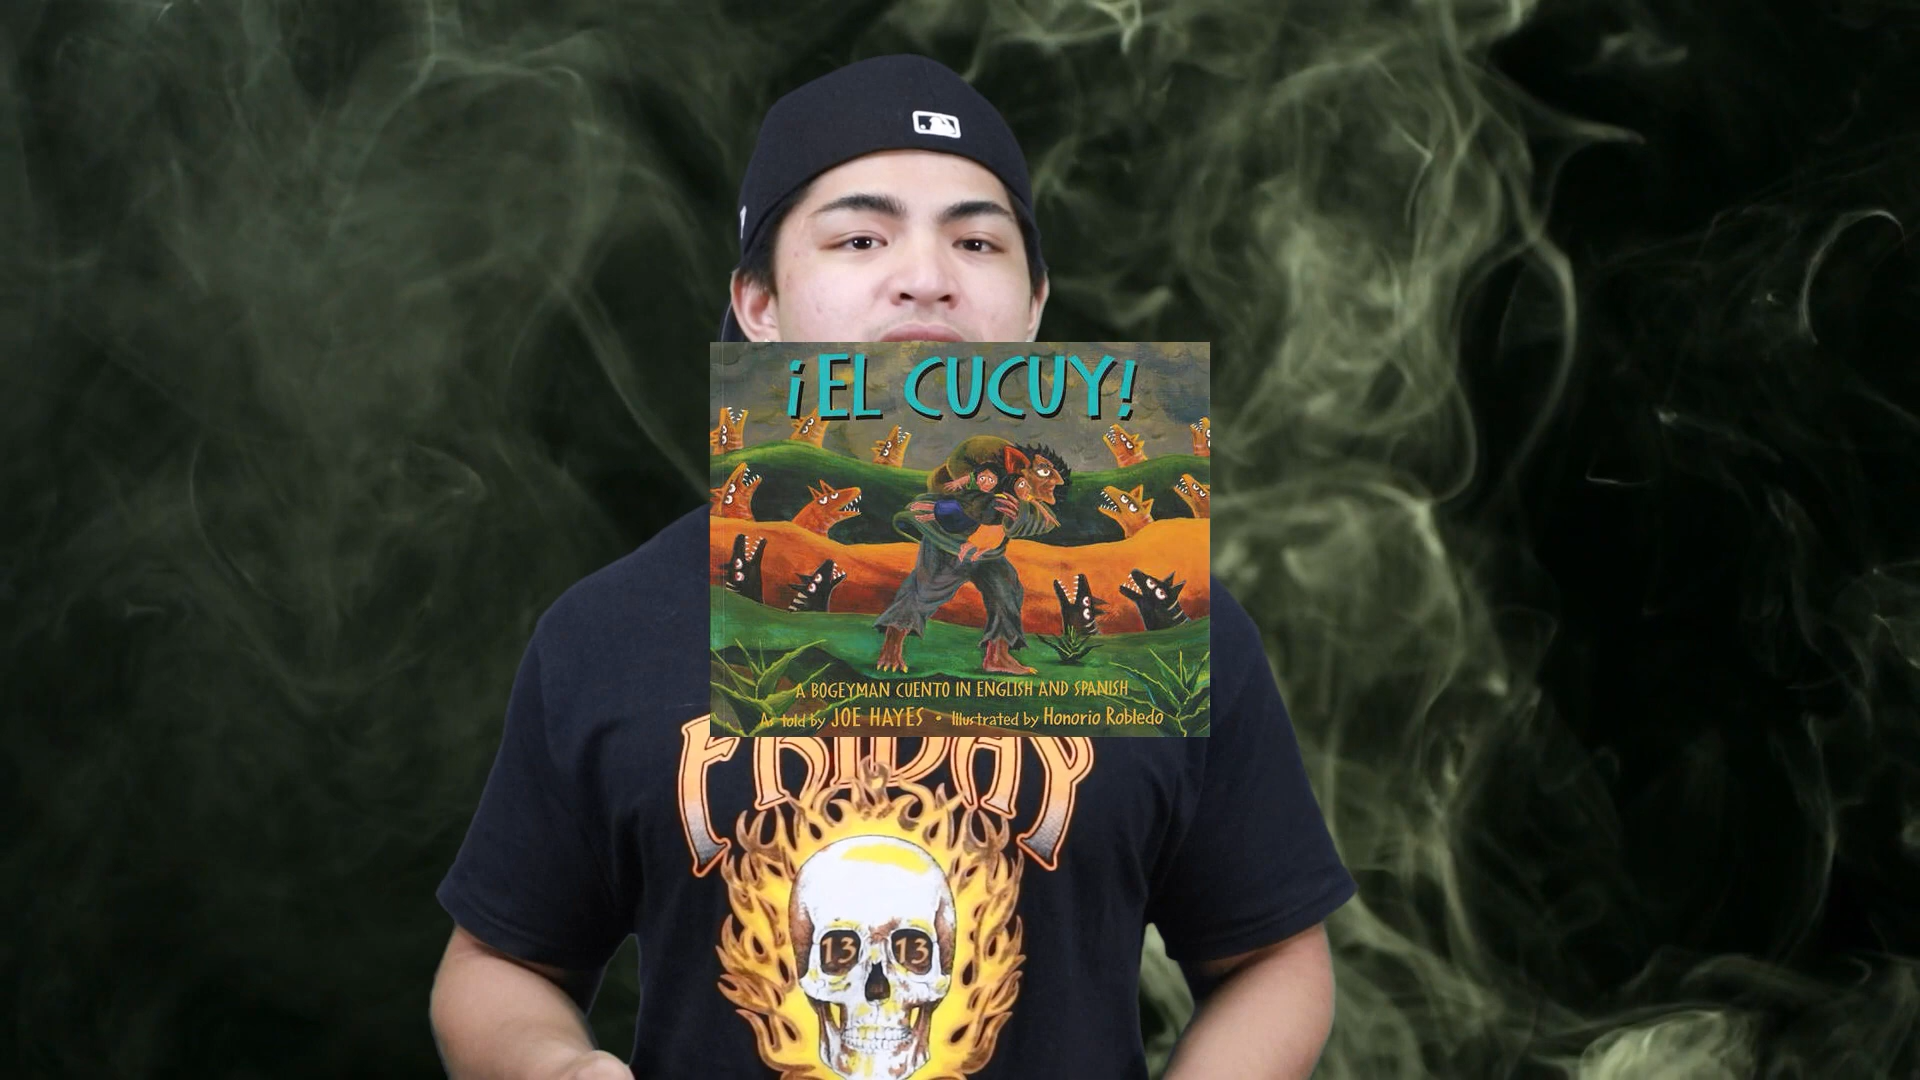 ¡EL CUCUY!
A BOGEYMAN CUENTO IN ENGLISH AND SPANISH
As told by JOE HAYES • Illustrated by Honorio Robledo
FRIDAY
13 13